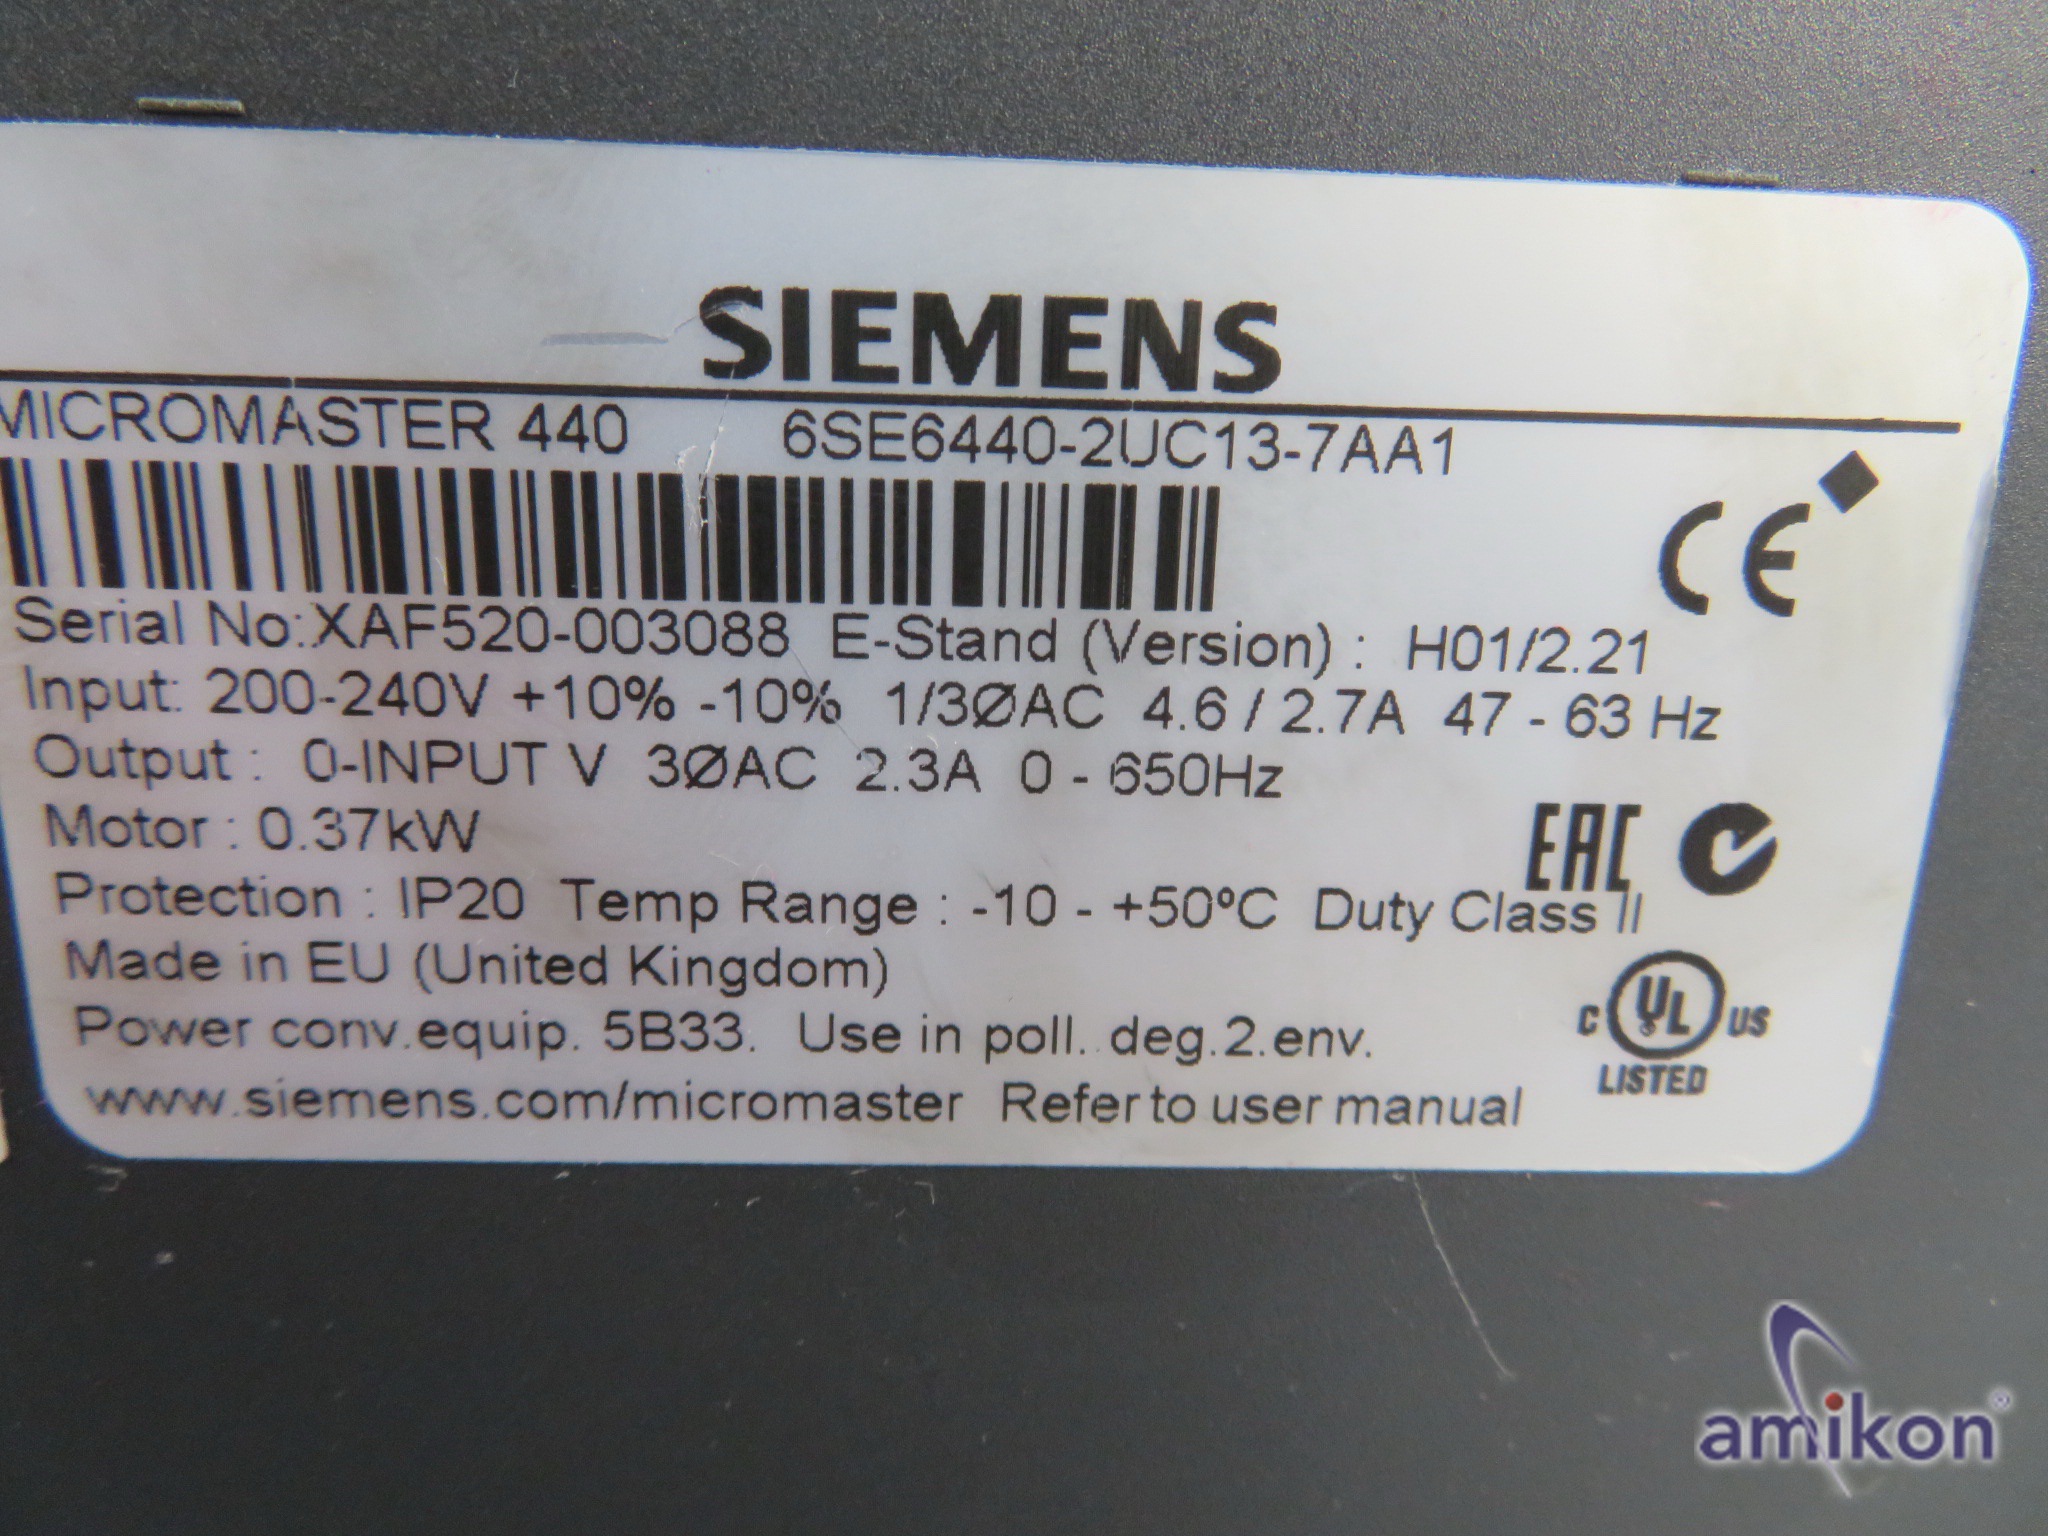 SIEMENS
MICROMASTER 440 6SE6440-2UC13-7AA1
CE
Serial No:XAF520-003088 E-Stand (Version) : H01/2.21
Input: 200-240V +10% -10% 1/3ØAC 4.6 / 2.7A 47 - 63 Hz
Output : 0-INPUT V 3ØAC 2.3A 0 - 650Hz
Motor : 0.37kW
EAC
Protection : IP20 Temp Range : -10 - +50ºC Duty Class II
Made in EU (United Kingdom)
C UL US
Power conv.equip. 5B33. Use in poll. deg.2.env.
LISTED
www.siemens.com/micromaster Refer to user manual
amikon®